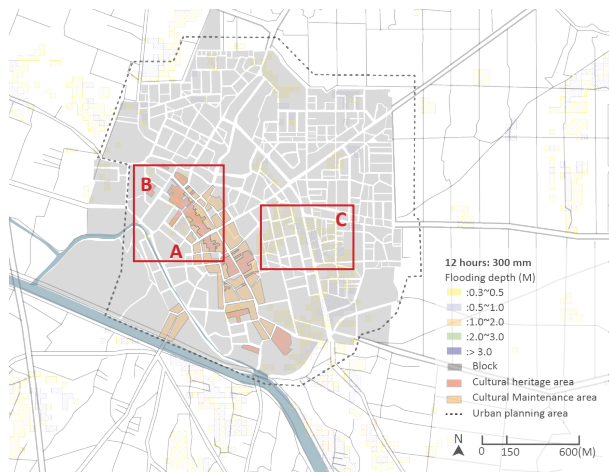 B
A
C
12 hours: 300 mm
Flooding depth (M)
:0.3~0.5
:0.5~1.0
:1.0~2.0
:2.0~3.0
:> 3.0
Block
Cultural heritage area
Cultural Maintenance area
Urban planning area
N
0 150 600(M)